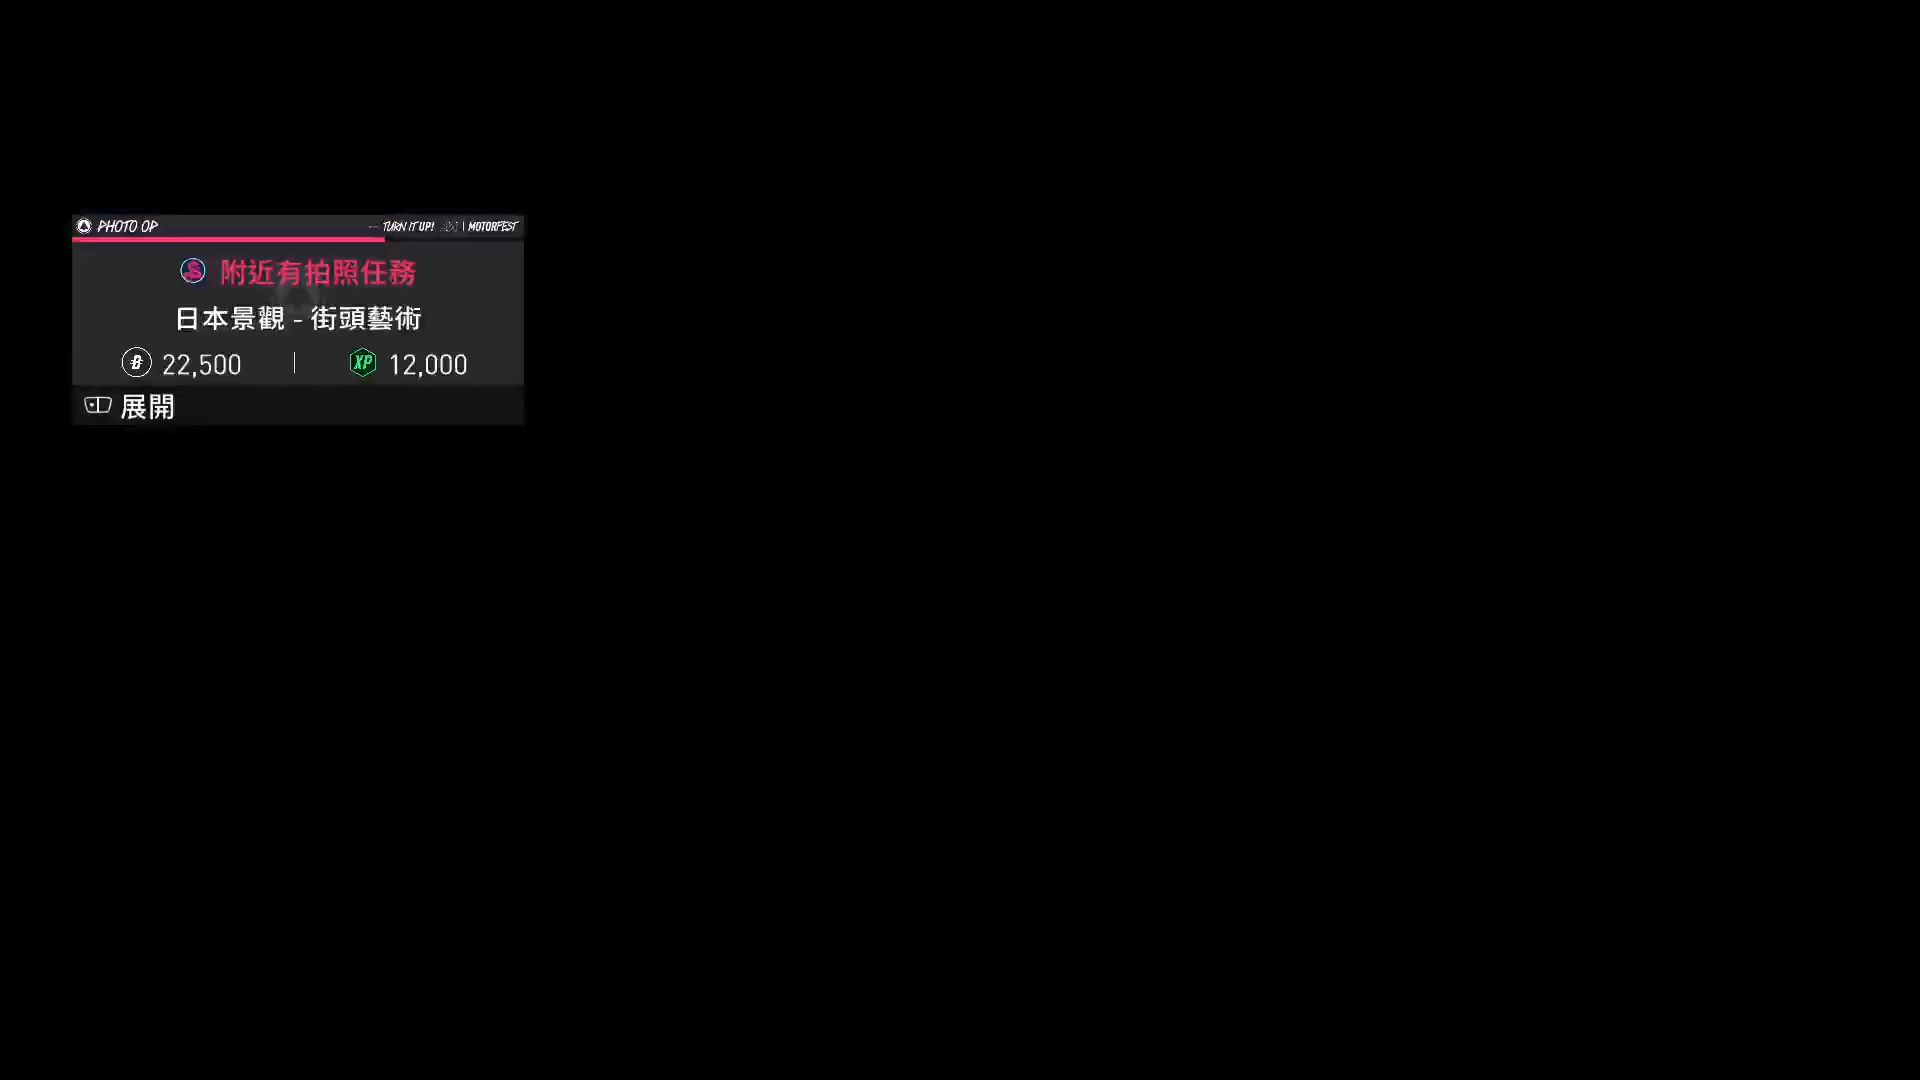 PHOTO OP
TURN IT UP! | MOTORFEST
附近有拍照任務
日本景觀 - 街頭藝術
22,500 | XP 12,000
展開